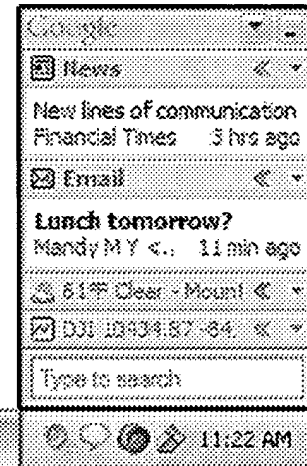 Google
News
New lines of communication
Financial Times 3 hrs ago
Email
Lunch tomorrow?
Mandy M Y <.. 11 min ago
61°F Clear - Mount
DJI 10434.87 -84.
Type to search
11:22 AM